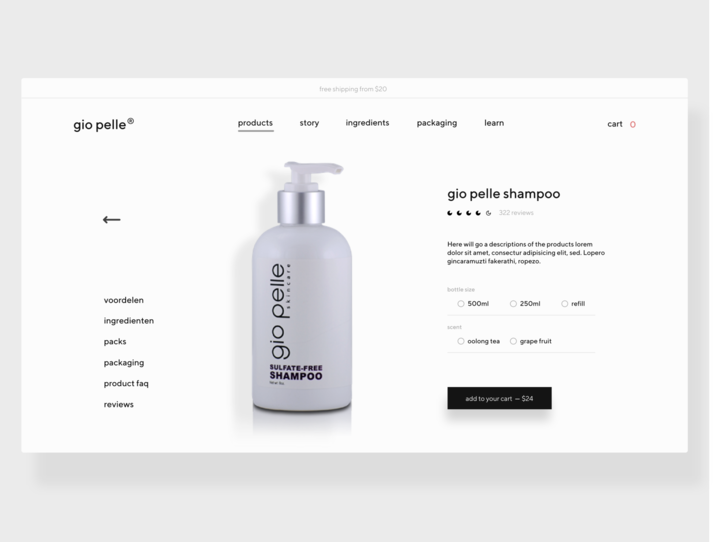 free shipping from $20
gio pelle®
products
story
ingredients
packaging
learn
cart 0
gio pelle shampoo
322 reviews
Here will go a descriptions of the products lorem
dolor sit amet, consectur adipisicing elit, sed. Lopero
gincaramuzti fakerathi, ropezo.
bottle size
500ml
250ml
refill
scent
oolong tea
grape fruit
add to your cart — $24
voordelen
ingredienten
packs
packaging
product faq
reviews
gio pelle
skincare
SULFATE-FREE
SHAMPOO